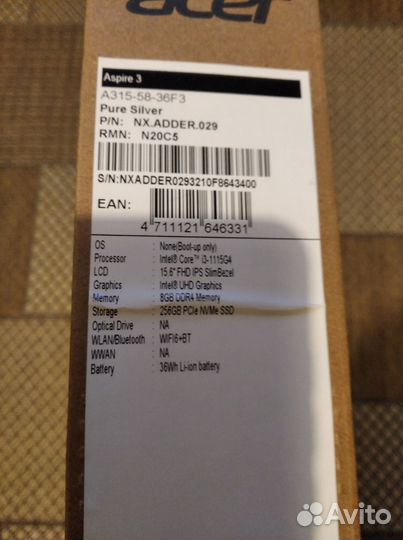 acer
Aspire 3
A315-58-36F3
Pure Silver
P/N: NX.ADDER.029
RMN: N20C5
S/N:NXADDER0293210F8643400
EAN:
4 711121 646331
OS : None(Boot-up only)
Processor : Intel® Core™ i3-1115G4
LCD : 15.6" FHD IPS SlimBezel
Graphics : Intel® UHD Graphics
Memory : 8GB DDR4 Memory
Storage : 256GB PCIe NVMe SSD
Optical Drive : NA
WLAN/Bluetooth : WIFI6+BT
WWAN : NA
Battery : 36Wh Li-ion battery
Avito